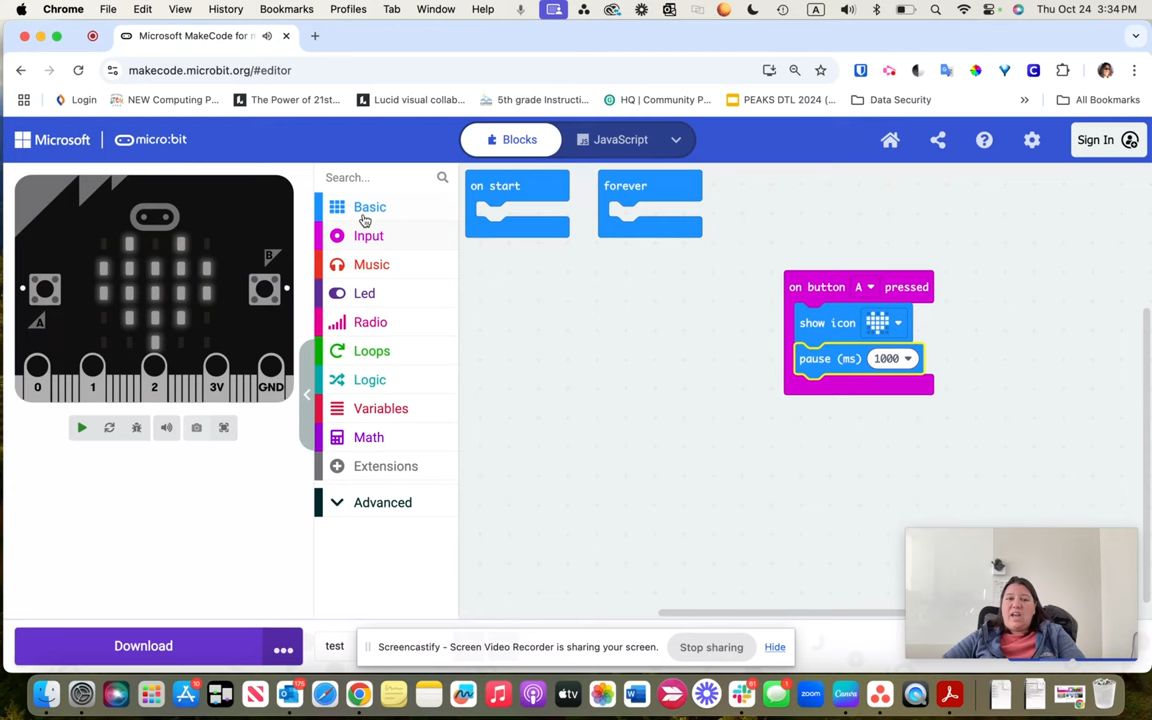 Chrome File Edit View History Bookmarks Profiles Tab Window Help A Thu Oct 24 3:34 PM
Microsoft MakeCode for
makecode.microbit.org/#editor
Login NEW Computing P... The Power of 21st... Lucid visual collab... 5th grade Instructi... HQ | Community P... PEAKS DTL 2024 (... Data Security All Bookmarks
Microsoft micro:bit Blocks JavaScript Sign In
Search...
Basic
Input
Music
Led
Radio
Loops
Logic
Variables
Math
Extensions
Advanced
on start
forever
on button A pressed
show icon
pause (ms) 1000
B
A
0 1 2 3V GND
Download ...
test
Screencastify - Screen Video Recorder is sharing your screen. Stop sharing Hide